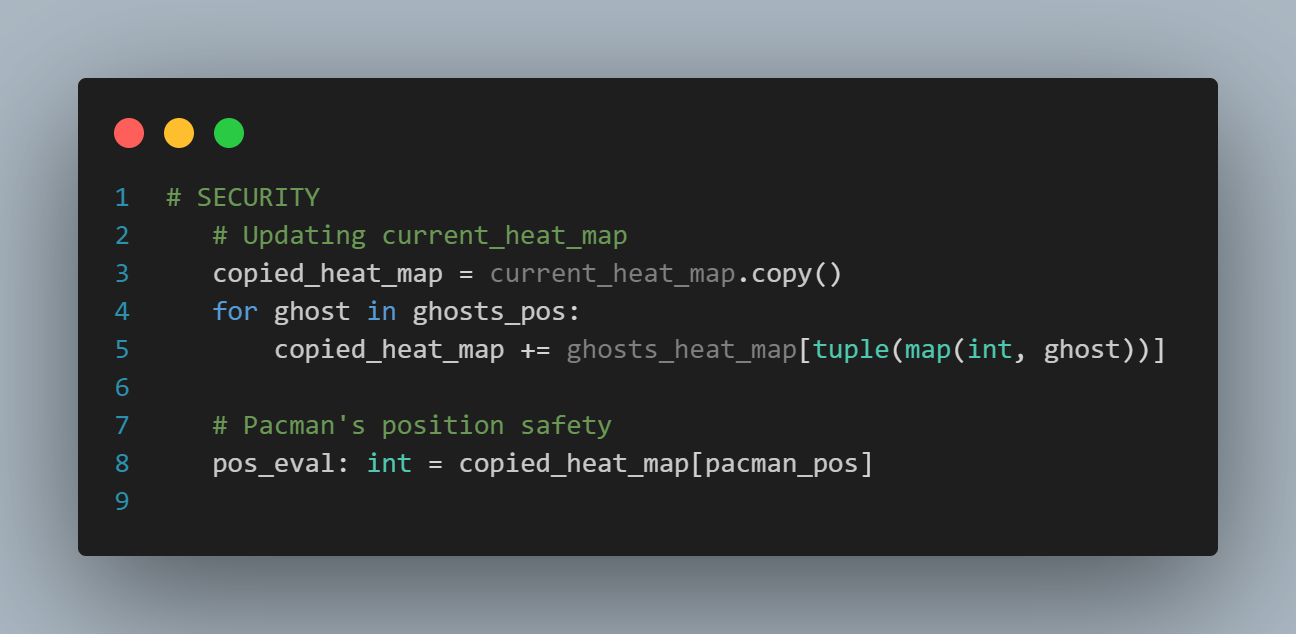 1 # SECURITY
2 # Updating current_heat_map
3 copied_heat_map = current_heat_map.copy()
4 for ghost in ghosts_pos:
5 copied_heat_map += ghosts_heat_map[tuple(map(int, ghost))]
6
7 # Pacman's position safety
8 pos_eval: int = copied_heat_map[pacman_pos]
9